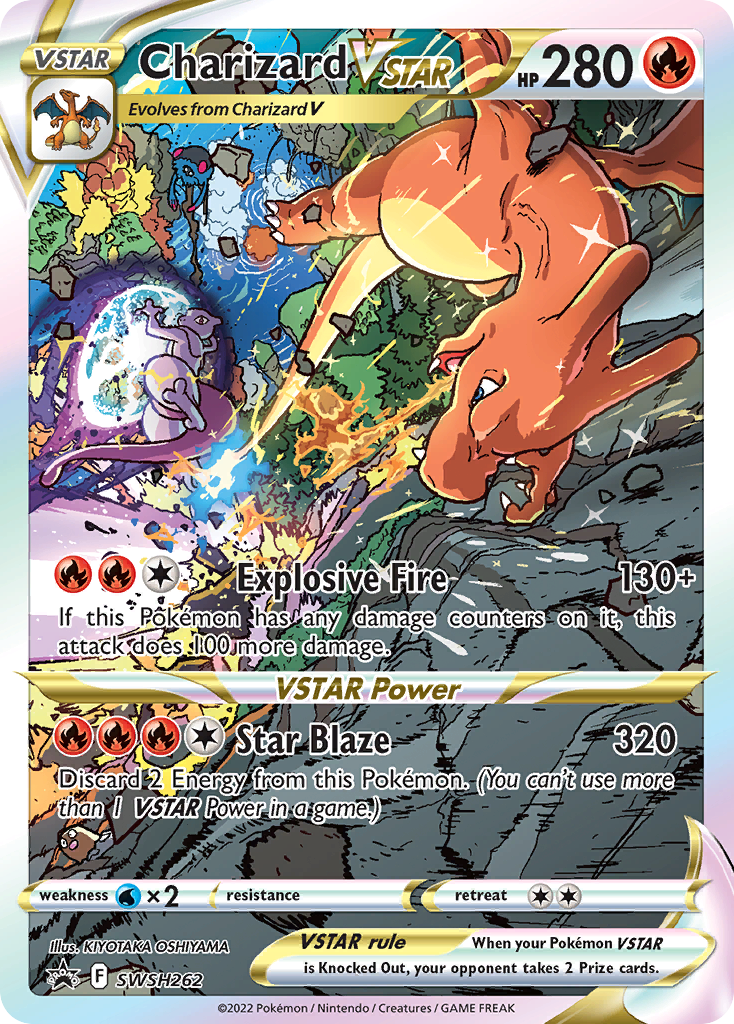 VSTAR
Charizard VSTAR
HP 280
Evolves from Charizard V
Explosive Fire 130+
If this Pokémon has any damage counters on it, this
attack does 100 more damage.
VSTAR Power
Star Blaze 320
Discard 2 Energy from this Pokémon. (You can't use more
than 1 VSTAR Power in a game.)
weakness ×2 resistance retreat
Illus. KIYOTAKA OSHIYAMA
VSTAR rule When your Pokémon VSTAR
is Knocked Out, your opponent takes 2 Prize cards.
PROMO F SWSH262
©2022 Pokémon / Nintendo / Creatures / GAME FREAK